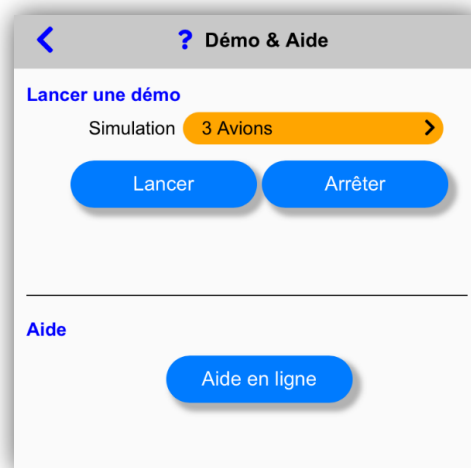 ? Démo & Aide
Lancer une démo
Simulation 3 Avions
Lancer Arrêter
Aide
Aide en ligne